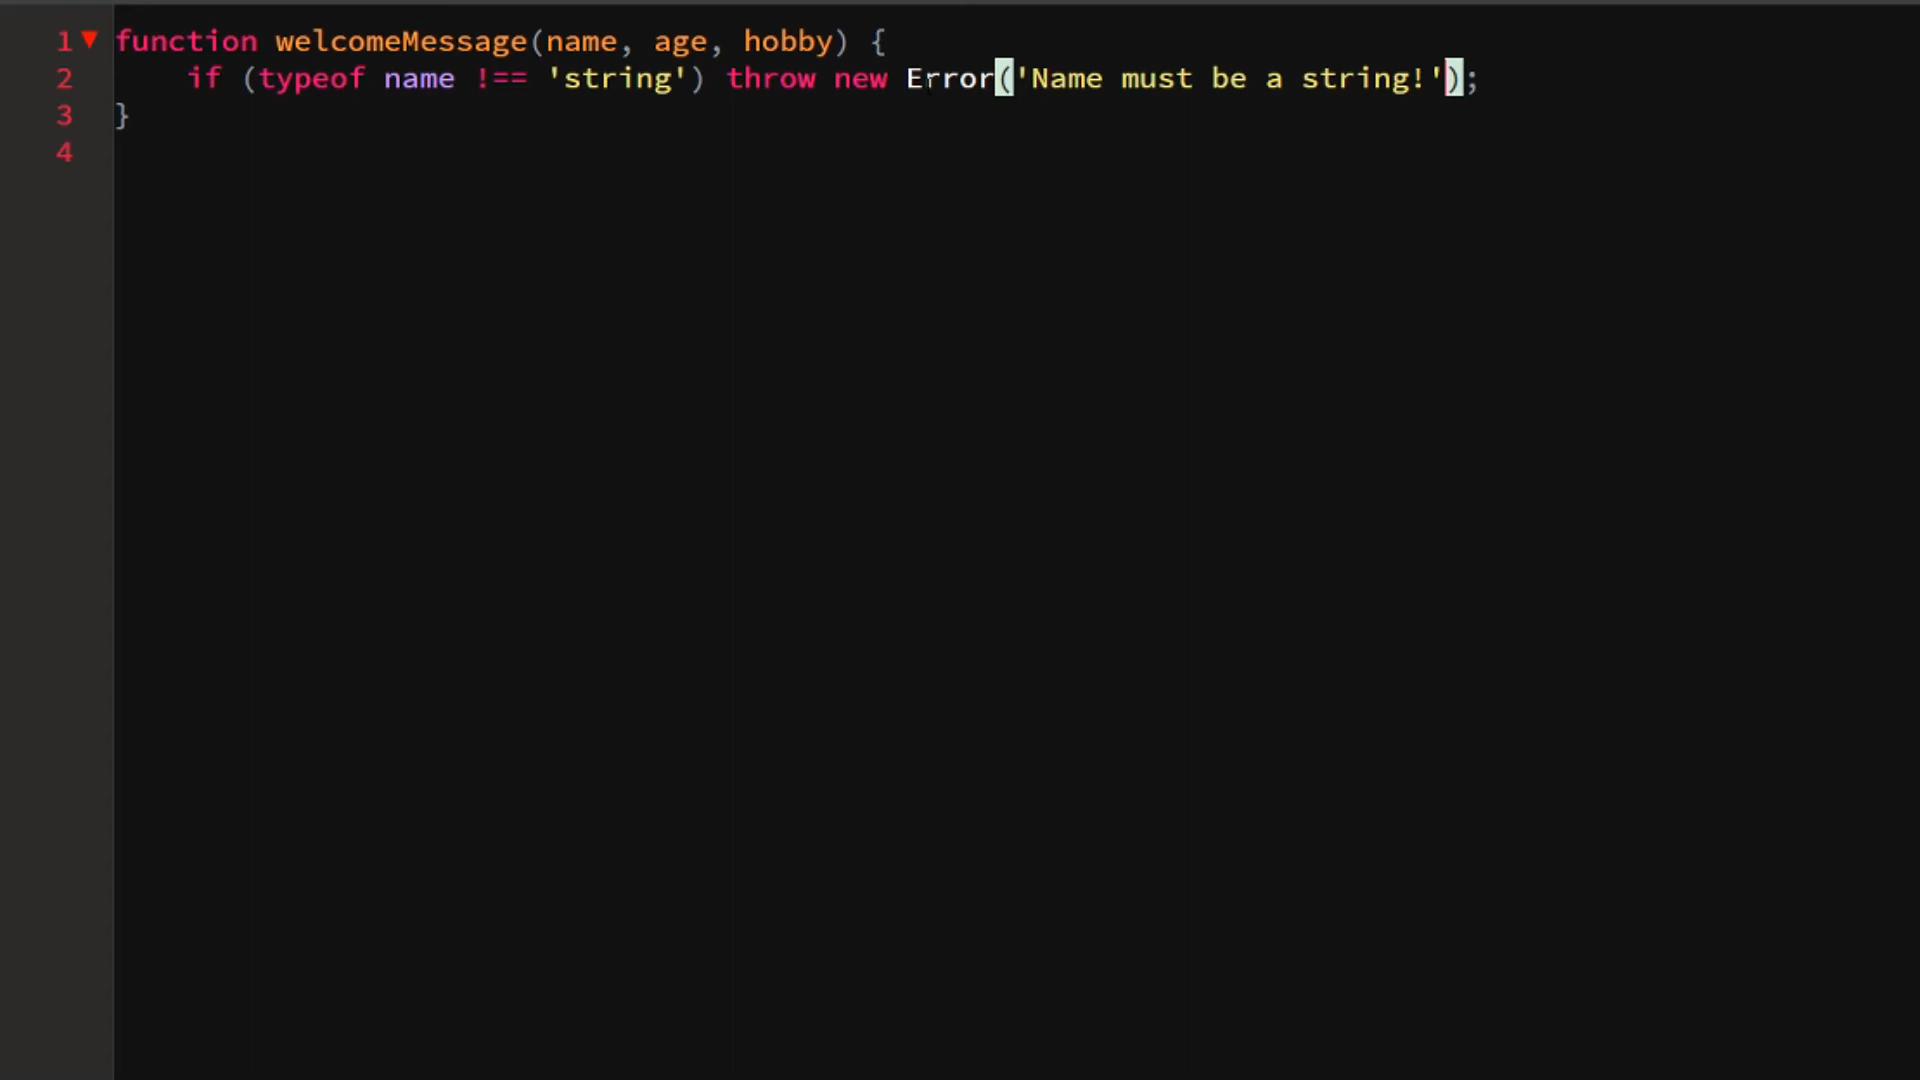 1 function welcomeMessage(name, age, hobby) {
2 if (typeof name !== 'string') throw new Error('Name must be a string!');
3 }
4